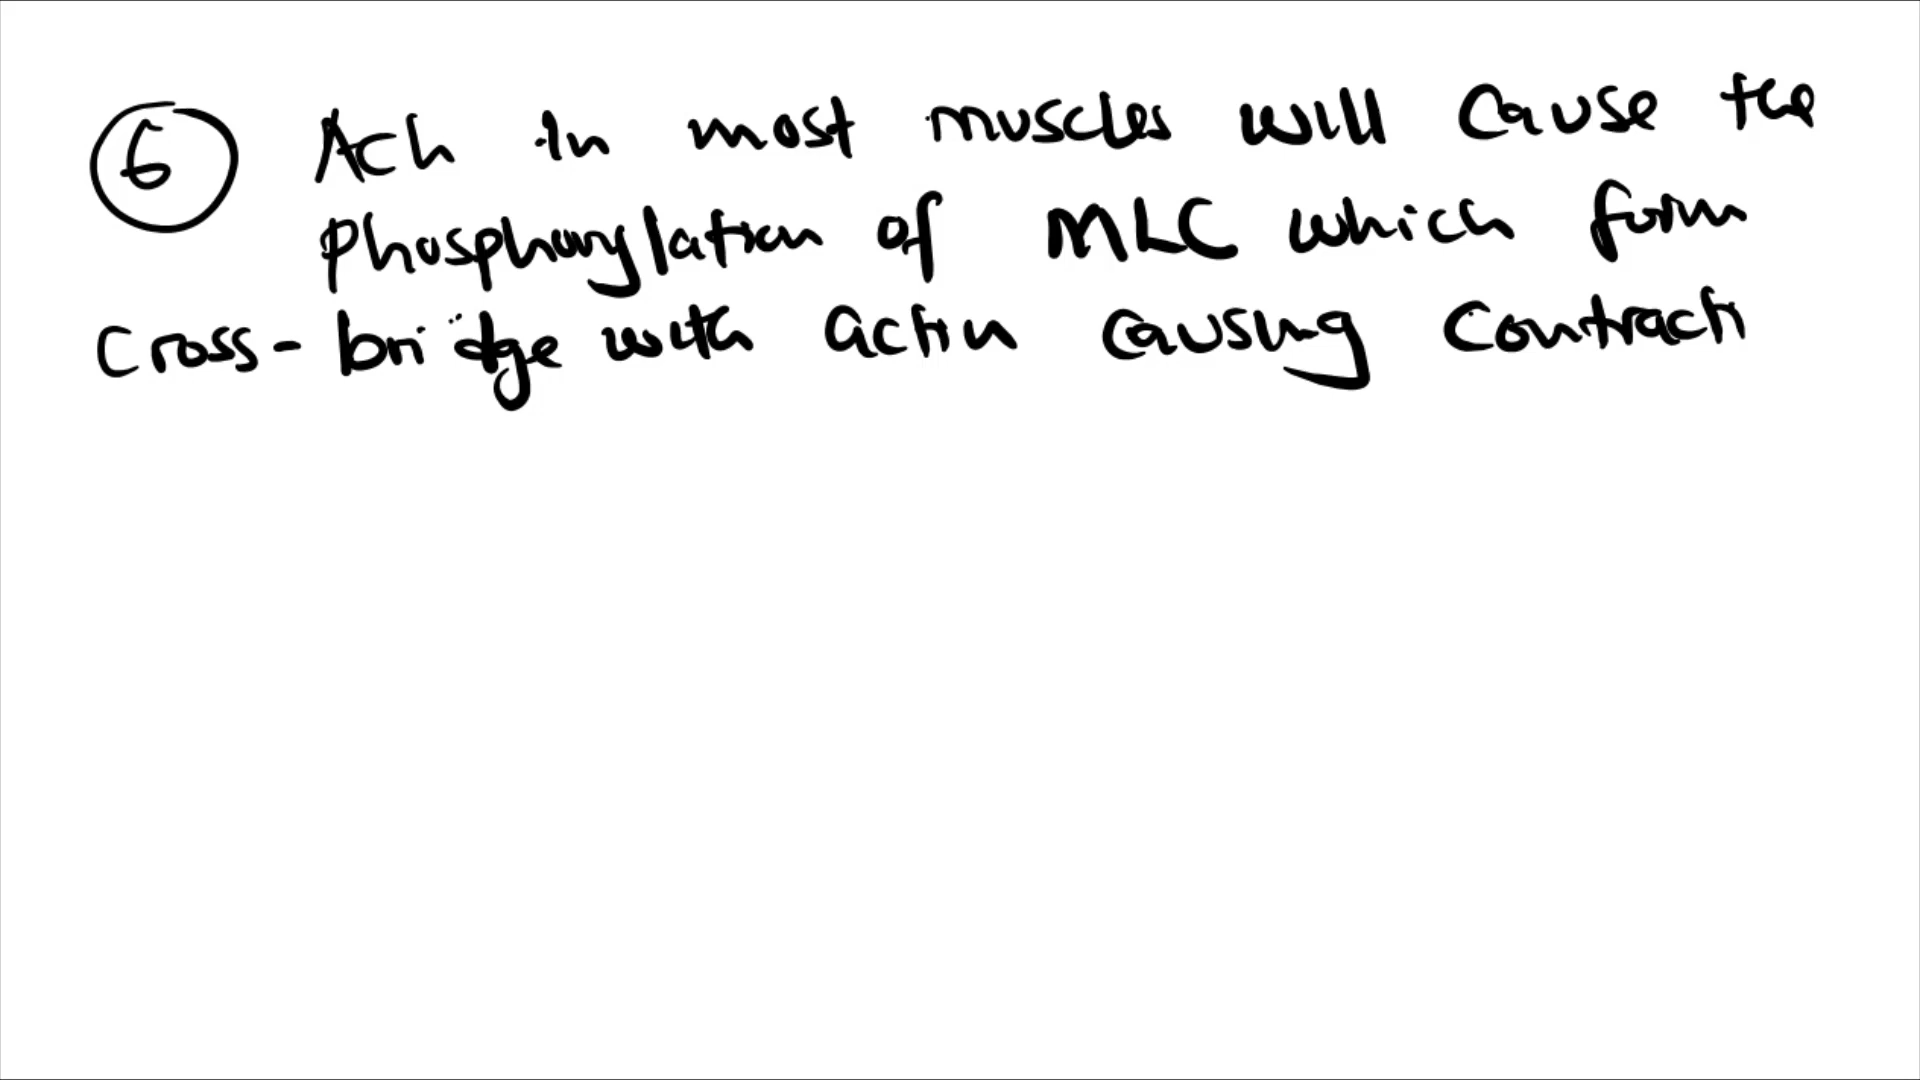 6 Ach in most muscles will cause the
phosphorylation of MLC which form
cross-bridge with actin causing contracti